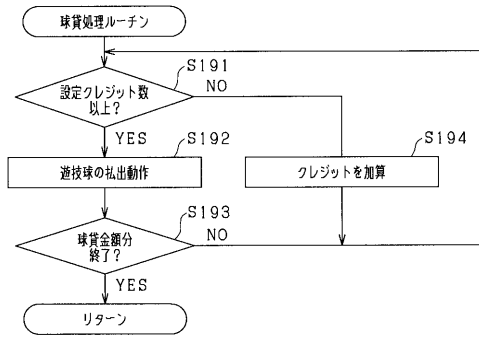 球貸処理ルーチン
S191
設定クレジット数
以上?
NO
YES
S192
遊技球の払出動作
S194
クレジットを加算
S193
球貸金額分
終了?
NO
YES
リターン